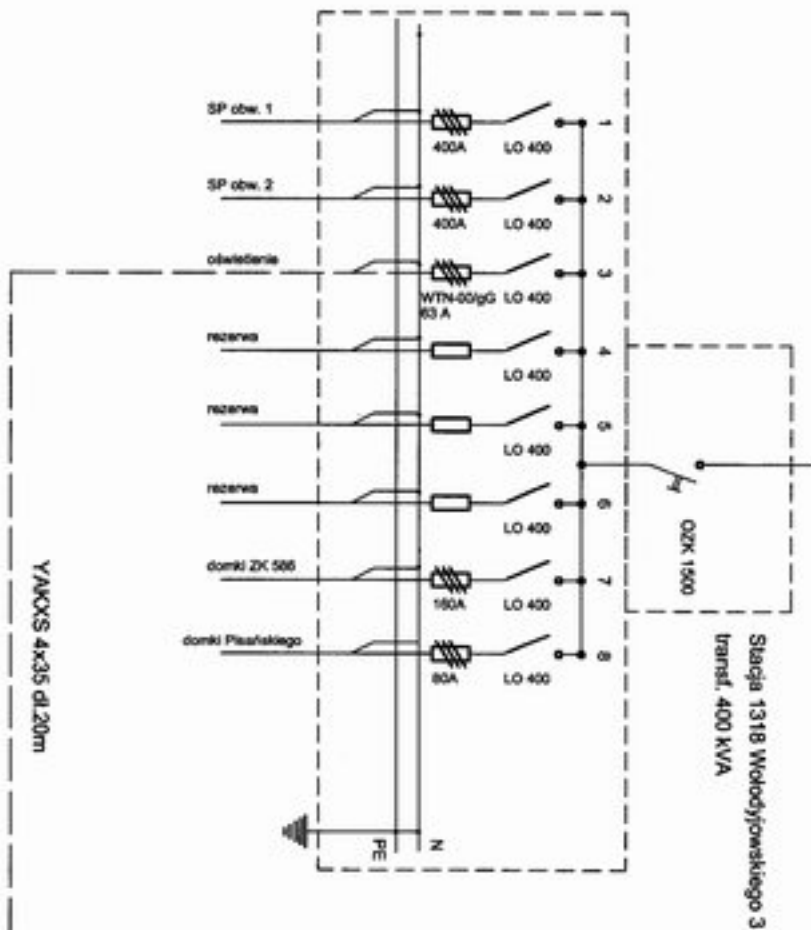 SP obw. 1
400A
LO 400
1
SP obw. 2
400A
LO 400
2
oświetlenie
WTN-00/gG
63 A
LO 400
3
rezerwa
LO 400
4
rezerwa
LO 400
5
rezerwa
LO 400
6
domki ZK 586
160A
LO 400
7
domki Pisańskiego
80A
LO 400
8
OZK 1500
Stacja 1318 Wołodyjowskiego 3
transf. 400 kVA
YAKXS 4x35 dł.20m
N
PE